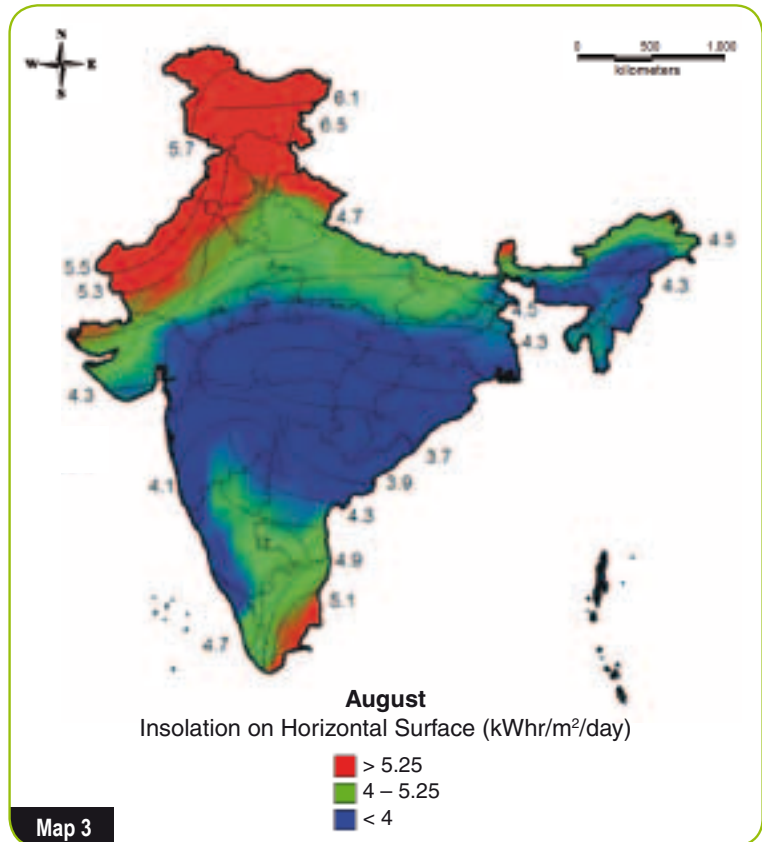 N
W E
S
0 500 1,000
kilometers
6.1
6.5
5.7
4.7
5.5
5.3
4.5
4.3
4.5
4.3
4.3
3.7
3.9
4.1
4.3
4.9
5.1
4.7
August
Insolation on Horizontal Surface (kWhr/m²/day)
> 5.25
4 – 5.25
< 4
Map 3